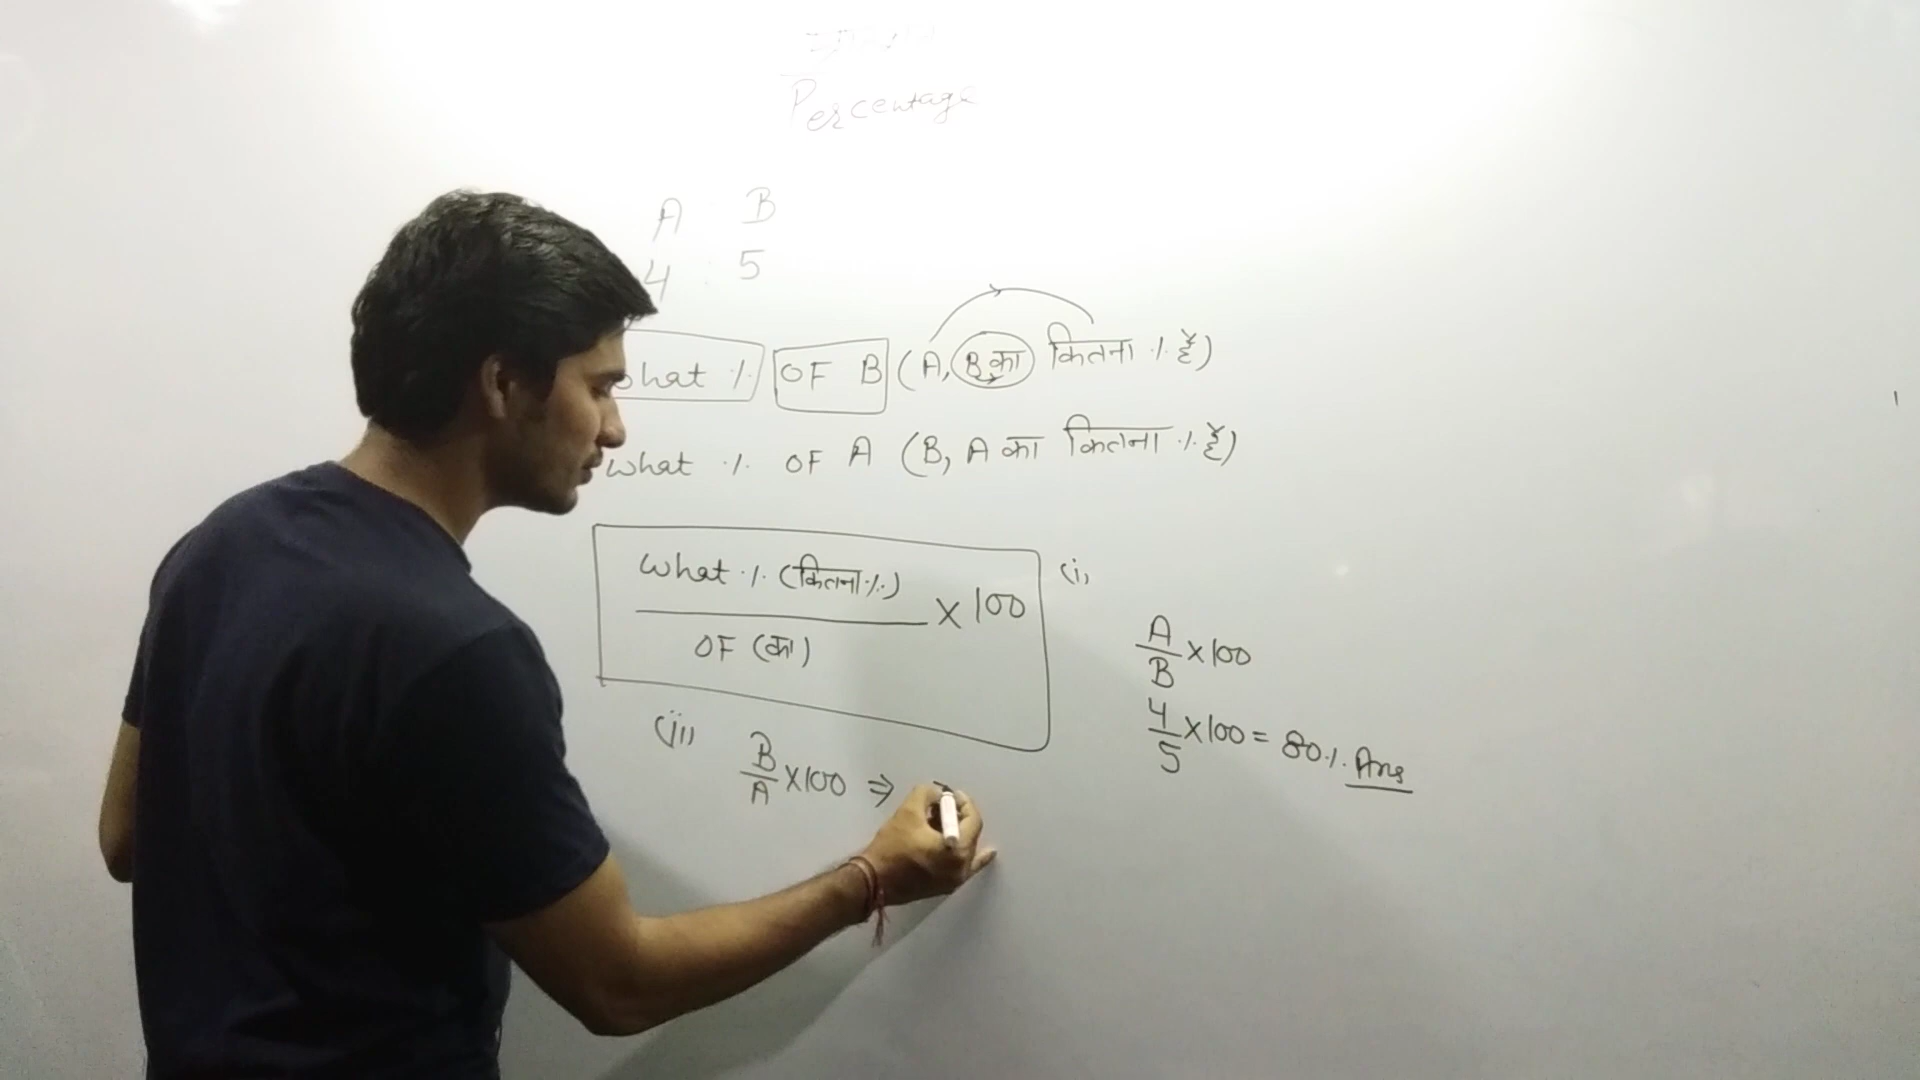 Percentage
A B
4 : 5
what % OF B (A, B का कितना % है)
what % OF A (B, A का कितना % है)
what % (कितना %)
OF (का)
× 100
(i)
A
B
× 100
4
5
× 100 = 80% Ans
(ii)
B
A
× 100 ⇒